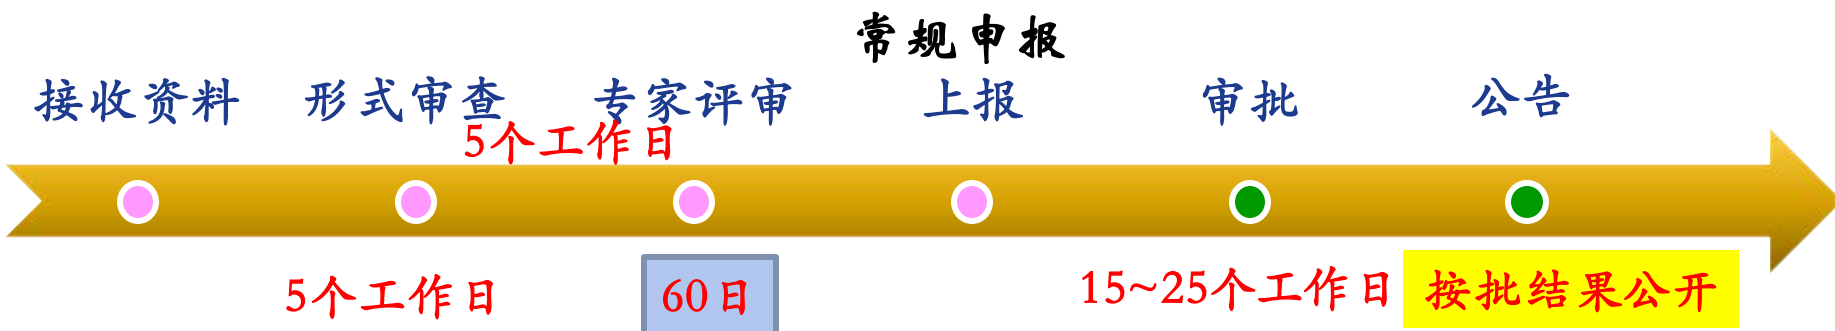 常规申报
接收资料 形式审查 专家评审 上报 审批 公告
5个工作日
5个工作日 60日 15~25个工作日 按批结果公开